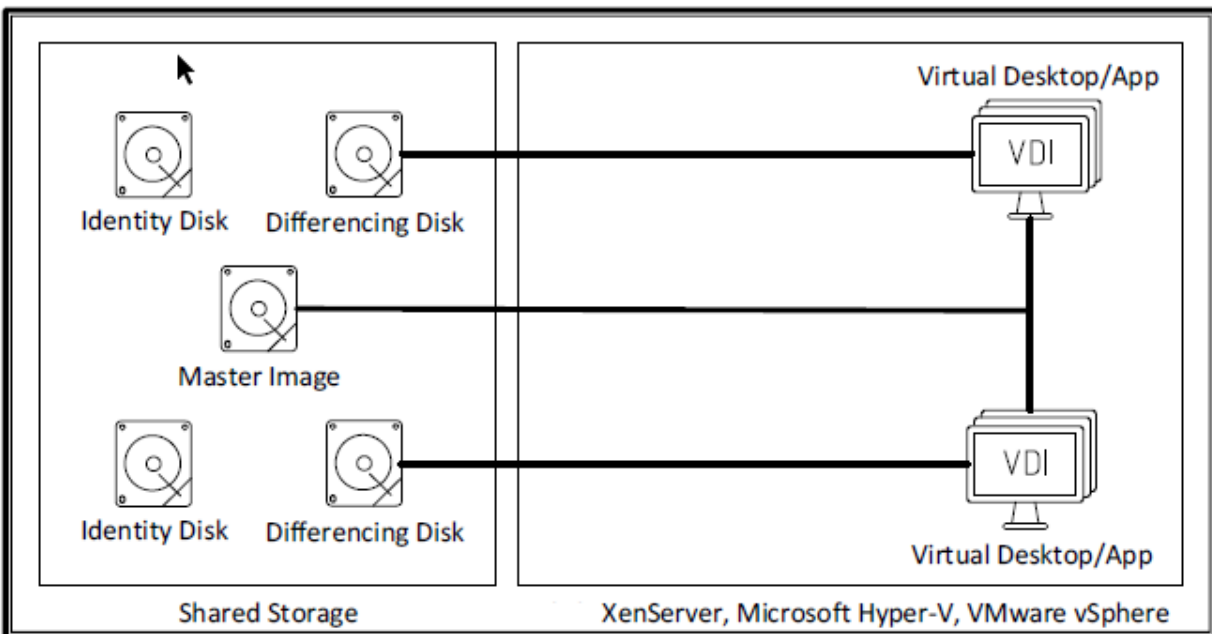 Virtual Desktop/App
VDI
Identity Disk
Differencing Disk
Master Image
VDI
Identity Disk
Differencing Disk
Virtual Desktop/App
Shared Storage
XenServer, Microsoft Hyper-V, VMware vSphere